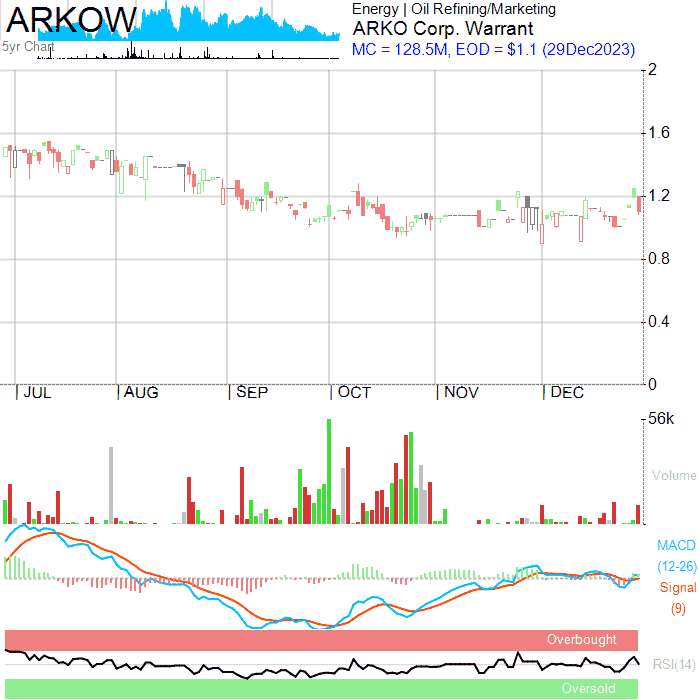 ARKOW
5yr Chart
Energy | Oil Refining/Marketing
ARKO Corp. Warrant
MC = 128.5M, EOD = $1.1 (29Dec2023)
2
1.6
1.2
0.8
0.4
0
| JUL | AUG | SEP | OCT | NOV | DEC
56k
Volume
MACD
(12-26)
Signal
(9)
Overbought
RSI(14)
Oversold